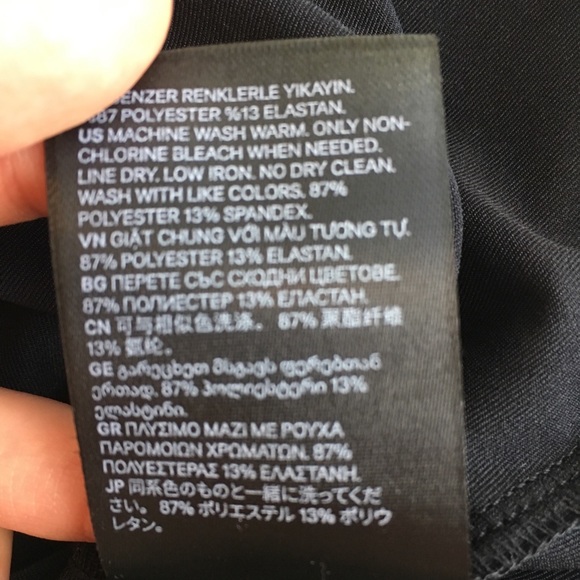 ENZER RENKLERLE YIKAYIN.
%87 POLYESTER %13 ELASTAN.
US MACHINE WASH WARM. ONLY NON-
CHLORINE BLEACH WHEN NEEDED.
LINE DRY. LOW IRON. NO DRY CLEAN.
WASH WITH LIKE COLORS. 87%
POLYESTER 13% SPANDEX.
VN GIẶT CHUNG VỚI MÀU TƯƠNG TỰ.
87% POLYESTER 13% ELASTAN.
BG ПЕРЕТЕ СЪС СХОДНИ ЦВЕТОВЕ.
87% ПОЛИЕСТЕР 13% ЕЛАСТАН.
CN 可与相似色洗涤。 87% 聚酯纤维
13% 氨纶。
GE გარეცხეთ მსგავს ფერებთან
ერთად. 87% პოლიესტერი 13%
ელასტინი.
GR ΠΛΥΣΙΜΟ ΜΑΖΙ ΜΕ ΡΟΥΧΑ
ΠΑΡΟΜΟΙΩΝ ΧΡΩΜΑΤΩΝ. 87%
ΠΟΛΥΕΣΤΕΡΑΣ 13% ΕΛΑΣΤΑΝΗ.
JP 同系色のものと一緒に洗ってくだ
さい。 87% ポリエステル 13% ポリウ
レタン。